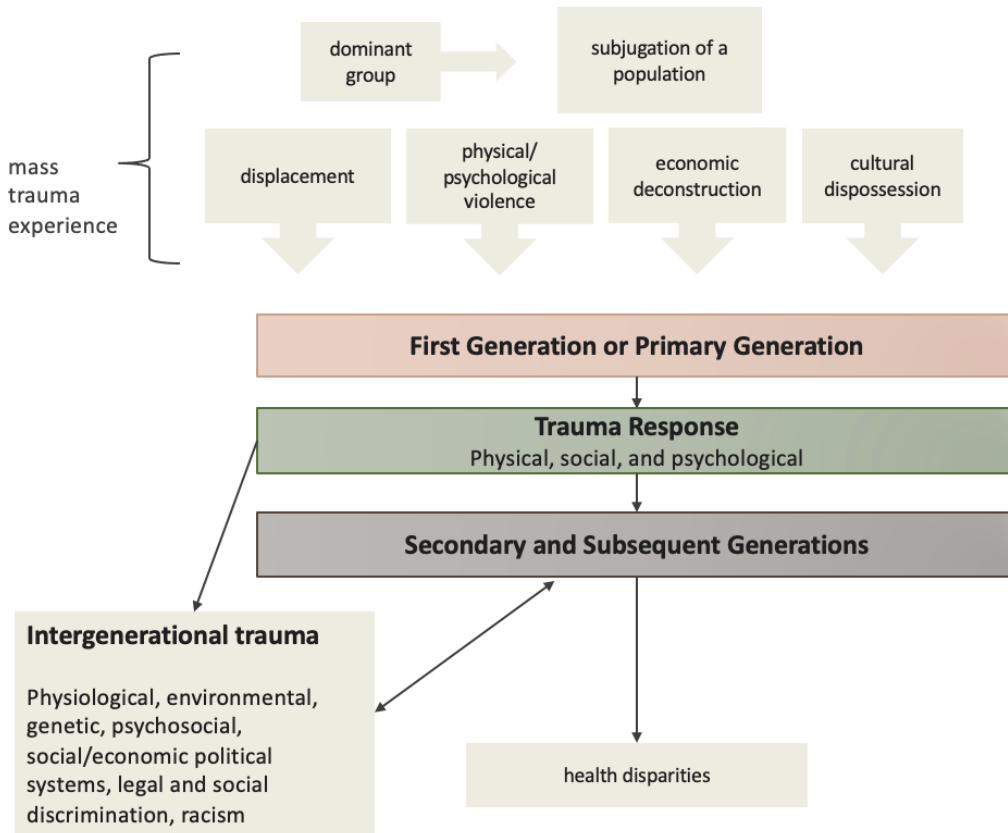 dominant
group
subjugation of a
population
mass
trauma
experience
displacement
physical/
psychological
violence
economic
deconstruction
cultural
dispossession
First Generation or Primary Generation
Trauma Response
Physical, social, and psychological
Secondary and Subsequent Generations
Intergenerational trauma
Physiological, environmental,
genetic, psychosocial,
social/economic political
systems, legal and social
discrimination, racism
health disparities